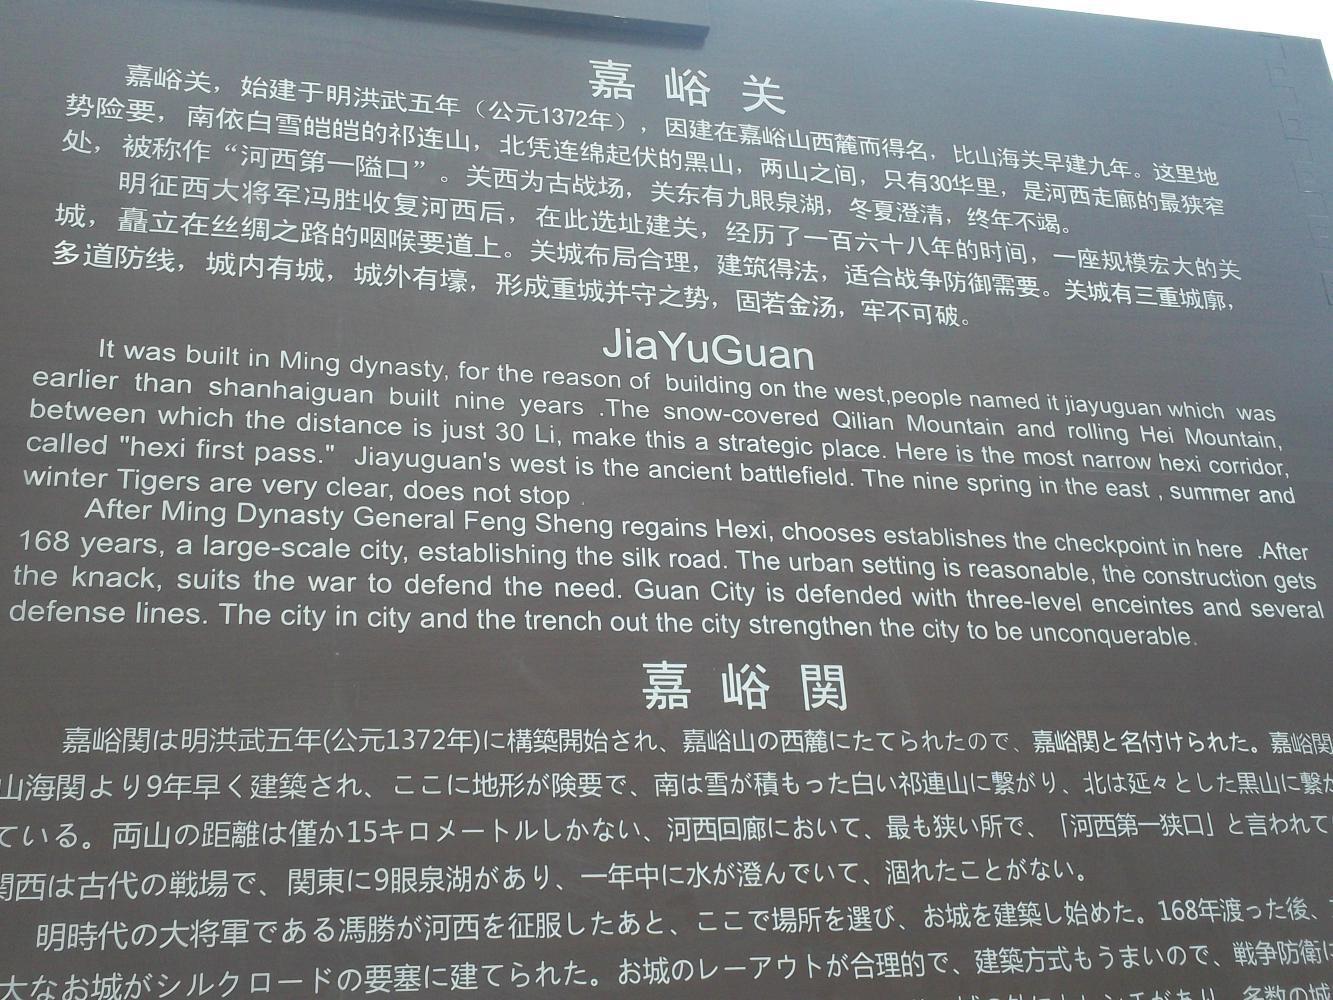 嘉峪关
嘉峪关，始建于明洪武五年（公元1372年），因建在嘉峪山西麓而得名，比山海关早建九年。这里地
势险要，南依白雪皑皑的祁连山，北凭连绵起伏的黑山，两山之间，只有30华里，是河西走廊的最狭窄
处，被称作“河西第一隘口”。关西为古战场，关东有九眼泉湖，冬夏澄清，终年不竭。
明征西大将军冯胜收复河西后，在此选址建关，经历了一百六十八年的时间，一座规模宏大的关
城，矗立在丝绸之路的咽喉要道上。关城布局合理，建筑得法，适合战争防御需要。关城有三重城廓，
多道防线，城内有城，城外有壕，形成重城并守之势，固若金汤，牢不可破。
JiaYuGuan
It was built in Ming dynasty, for the reason of building on the west,people named it jiayuguan which was
earlier than shanhaiguan built nine years .The snow-covered Qilian Mountain and rolling Hei Mountain,
between which the distance is just 30 Li, make this a strategic place. Here is the most narrow hexi corridor,
called "hexi first pass." Jiayuguan's west is the ancient battlefield. The nine spring in the east , summer and
winter Tigers are very clear, does not stop .
After Ming Dynasty General Feng Sheng regains Hexi, chooses establishes the checkpoint in here .After
168 years, a large-scale city, establishing the silk road. The urban setting is reasonable, the construction gets
the knack, suits the war to defend the need. Guan City is defended with three-level enceintes and several
defense lines. The city in city and the trench out the city strengthen the city to be unconquerable.
嘉峪関
嘉峪関は明洪武五年(公元1372年)に構築開始され、嘉峪山の西麓にたてられたので、嘉峪関と名付けられた。嘉峪関
山海関より9年早く建築され、ここに地形が険要で、南は雪が積もった白い祁連山に繋がり、北は延々とした黒山に繋が
ている。両山の距離は僅か15キロメートルしかない、河西回廊において、最も狭い所で、「河西第一狭口」と言われて
関西は古代の戦場で、関東に9眼泉湖があり、一年中に水が澄んでいて、涸れたことがない。
明時代の大将軍である馮勝が河西を征服したあと、ここで場所を選び、お城を建築し始めた。168年渡った後、
大なお城がシルクロードの要塞に建てられた。お城のレーアウトが合理的で、建築方式もうまいので、戦争防衛に
があり、多数の城